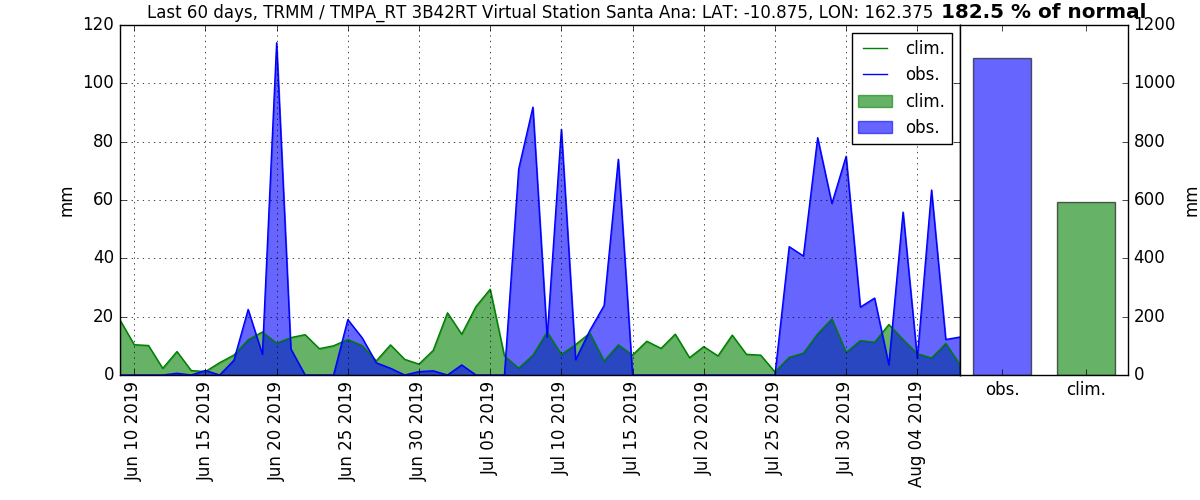 Last 60 days, TRMM / TMPA_RT 3B42RT Virtual Station Santa Ana: LAT: -10.875, LON: 162.375 182.5 % of normal
120
100
80
60
40
20
0
mm
clim.
obs.
clim.
obs.
1200
1000
800
600
400
200
0
mm
Jun 10 2019
Jun 15 2019
Jun 20 2019
Jun 25 2019
Jun 30 2019
Jul 05 2019
Jul 10 2019
Jul 15 2019
Jul 20 2019
Jul 25 2019
Jul 30 2019
Aug 04 2019
obs.
clim.